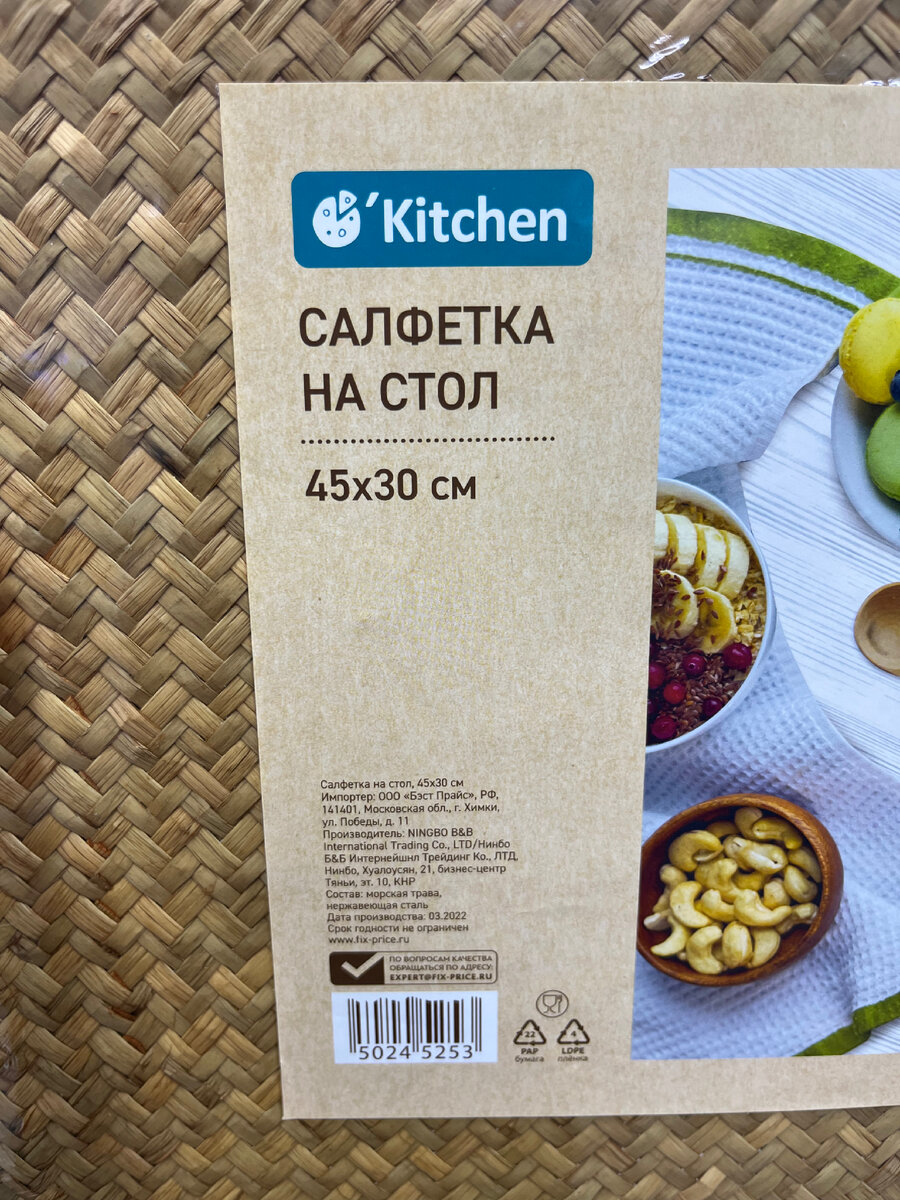 'Kitchen
САЛФЕТКА
НА СТОЛ
45x30 см
Салфетка на стол, 45х30 см
Импортер: ООО «Бэст Прайс», РФ,
141401, Московская обл., г. Химки,
ул. Победы, д. 11
Производитель: NINGBO B&B
International Trading Co., LTD/Нинбо
Б&Б Интернейшнл Трейдинг Ко., ЛТД,
Нинбо, Хуалоусян, 21, бизнес-центр
Тяньи, эт. 10, КНР
Состав: морская трава,
нержавеющая сталь
Дата производства: 03.2022
Срок годности не ограничен
www.fix-price.ru
ПО ВОПРОСАМ КАЧЕСТВА
ОБРАЩАТЬСЯ ПО АДРЕСУ:
EXPERT@FIX-PRICE.RU
5024 5253
22
PAP
бумага
4
LDPE
плёнка